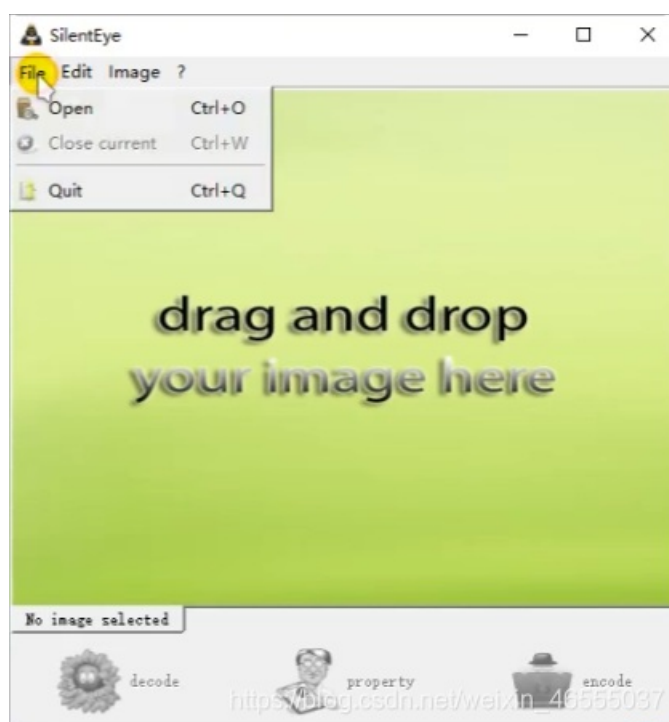 SilentEye
File Edit Image ?
Open Ctrl+O
Close current Ctrl+W
Quit Ctrl+Q
drag and drop
your image here
No image selected
decode property encode
https://blog.csdn.net/weixin_46555037